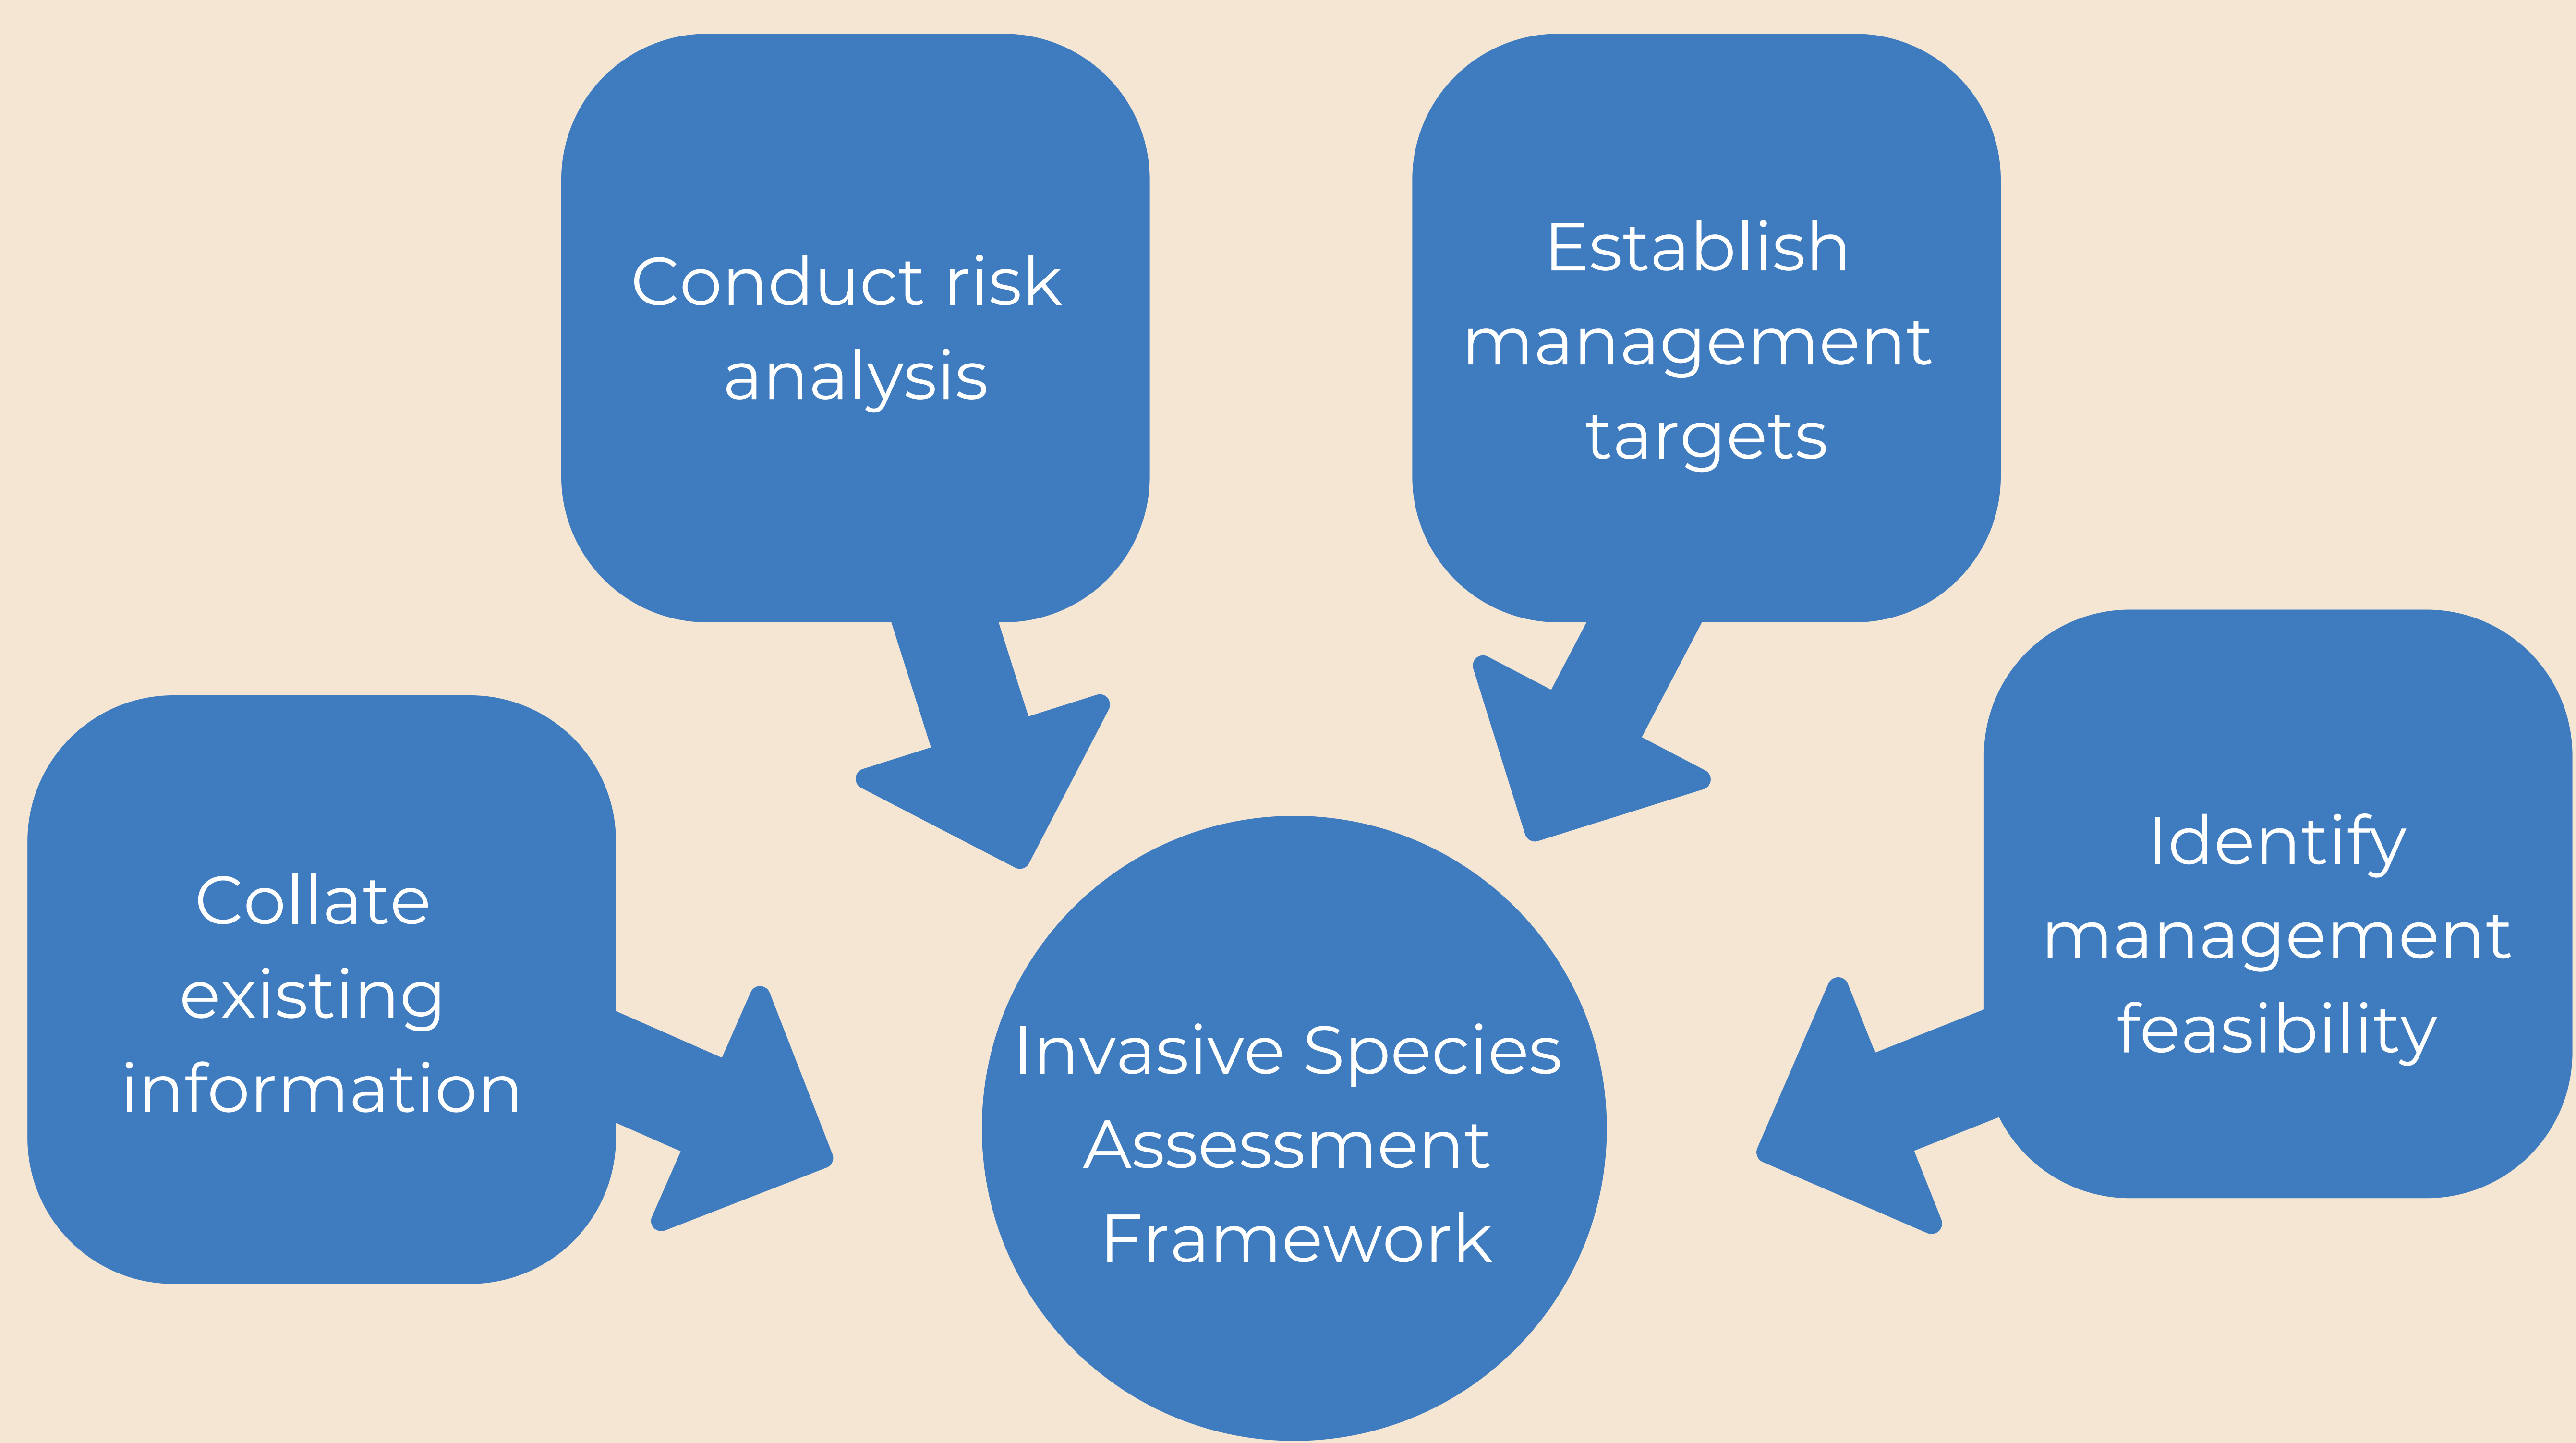 Conduct risk
analysis
Establish
management
targets
Collate
existing
information
Identify
management
feasibility
Invasive Species
Assessment
Framework